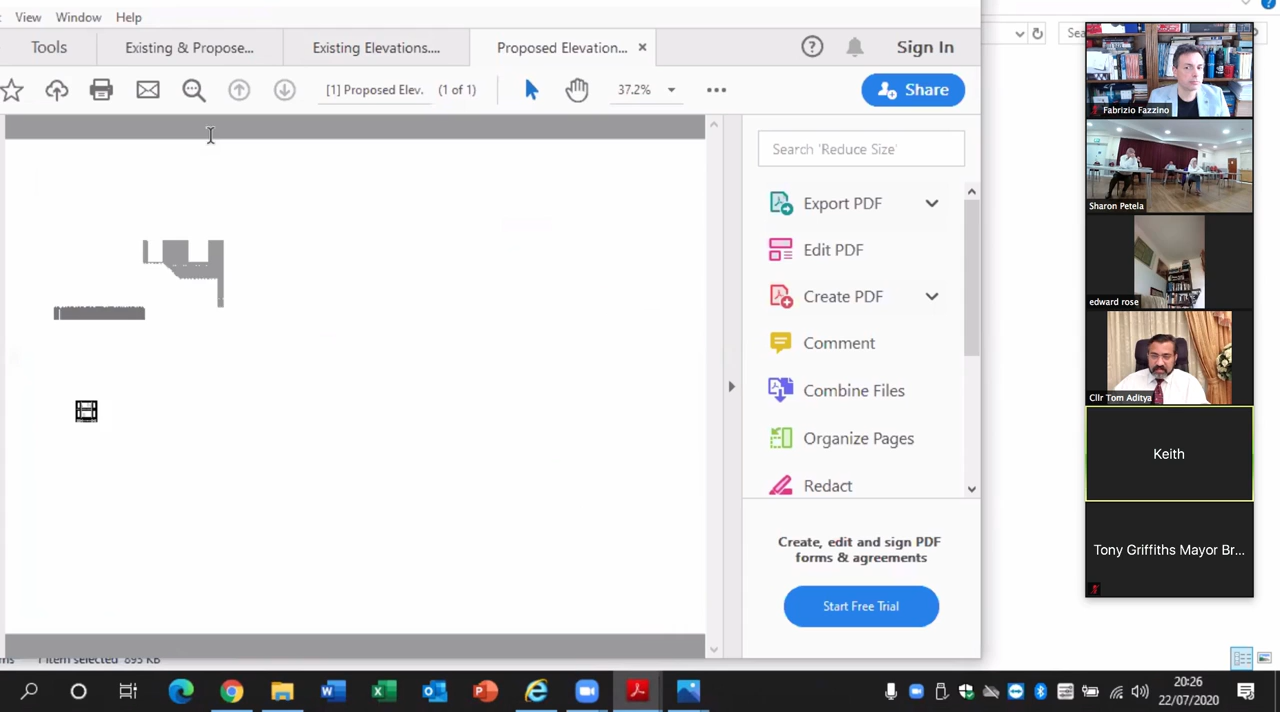 View Window Help
Tools Existing & Propose... Existing Elevations.... Proposed Elevation... × Sign In
[1] Proposed Elev. (1 of 1) 37.2% Share
Search 'Reduce Size'
Export PDF
Edit PDF
Create PDF
Comment
Combine Files
Organize Pages
Redact
Create, edit and sign PDF
forms & agreements
Start Free Trial
Sea
Fabrizio Fazzino
Sharon Petela
edward rose
Cllr Tom Aditya
Keith
Tony Griffiths Mayor Br...
1 item selected 893 KB
20:26
22/07/2020